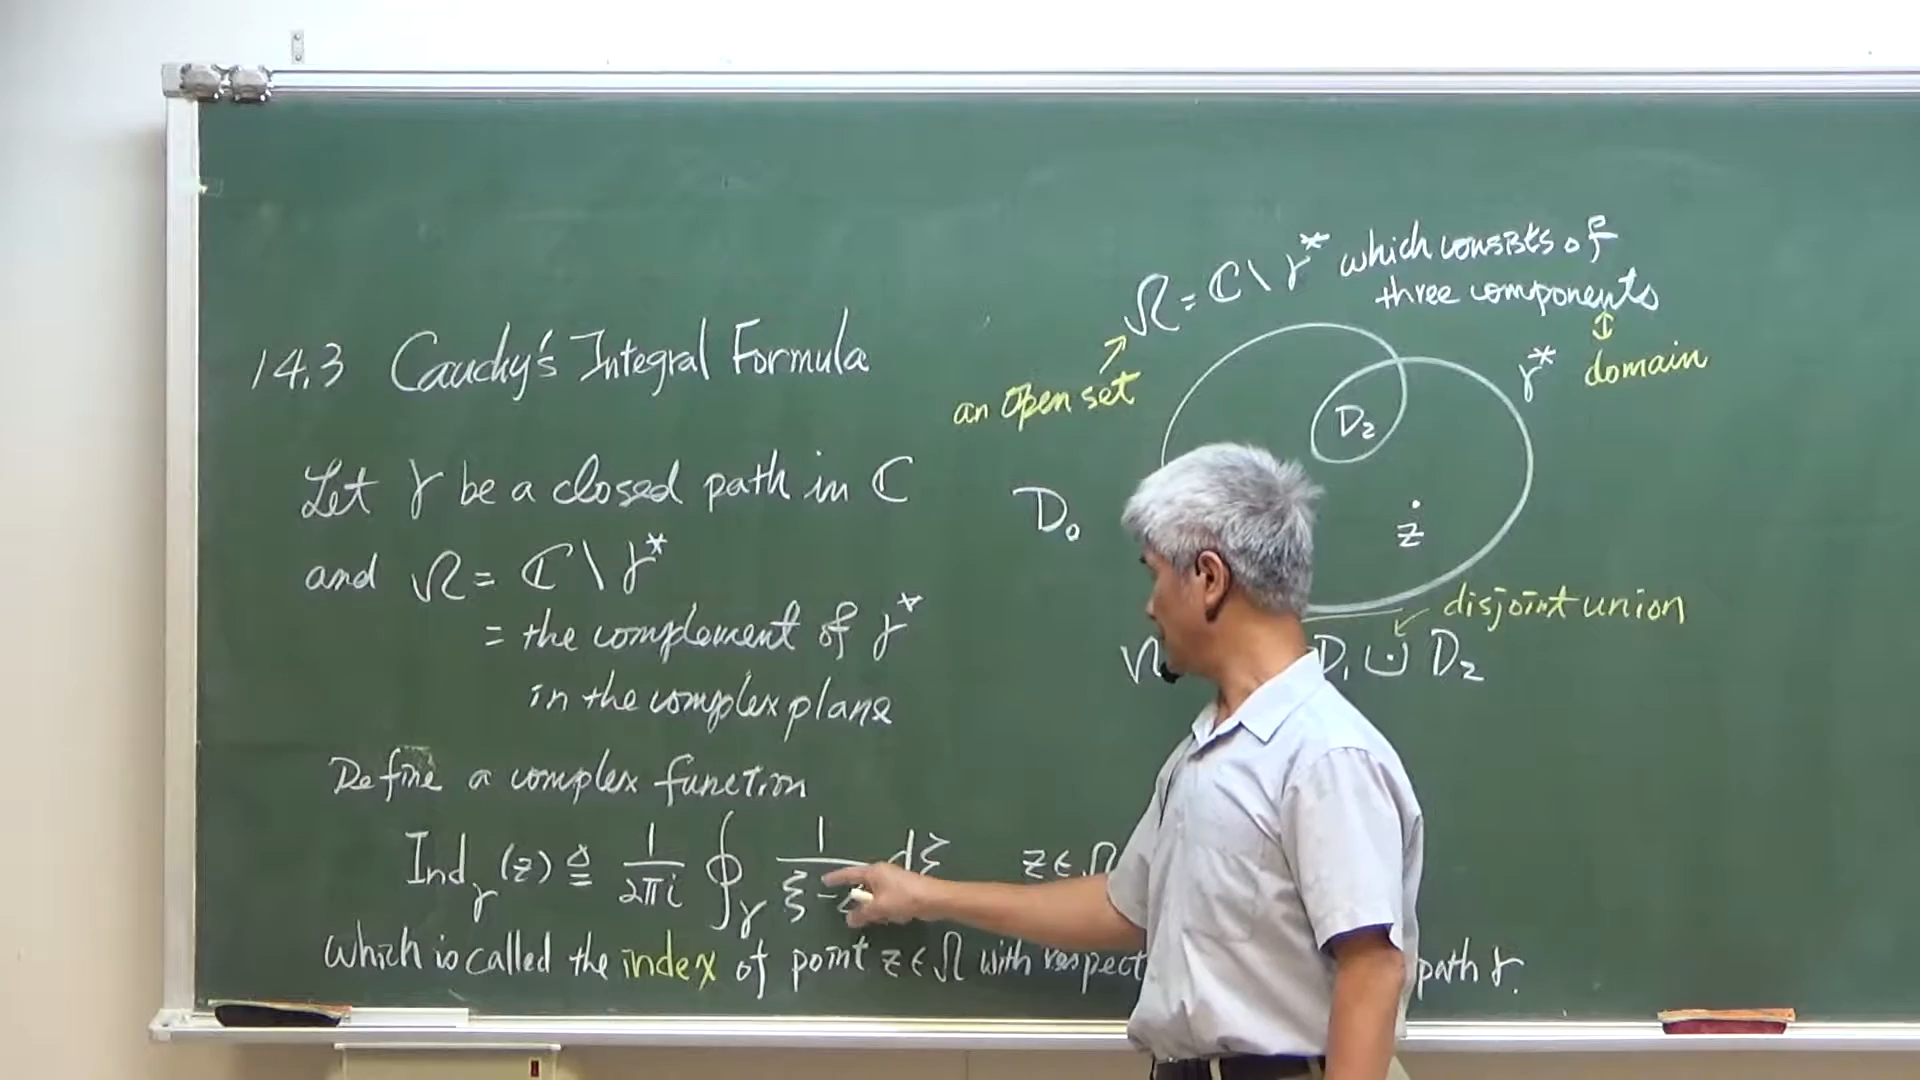 14.3 Cauchy's Integral Formula
Let γ be a closed path in ℂ
and Ω = ℂ \ γ*
= the complement of γ*
in the complex plane
Define a complex function
Ind_γ (z) ≜ 1/2πi ∮_γ 1/ξ-z dξ z ∈ Ω
which is called the index of point z ∈ Ω with respect path γ.
Ω = ℂ \ γ* which consists of
three components
↕
domain
an open set
γ*
D₂
D₀
z
disjoint union
Ω D₁ ⊍ D₂